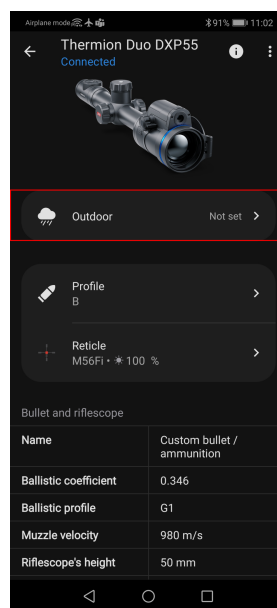 Airplane mode 91% 11:02
Thermion Duo DXP55
Connected
Outdoor Not set
Profile
B
Reticle
M56Fi • ☀ 100 %
Bullet and riflescope
Name Custom bullet /
ammunition
Ballistic coefficient 0.346
Ballistic profile G1
Muzzle velocity 980 m/s
Riflescope's height 50 mm